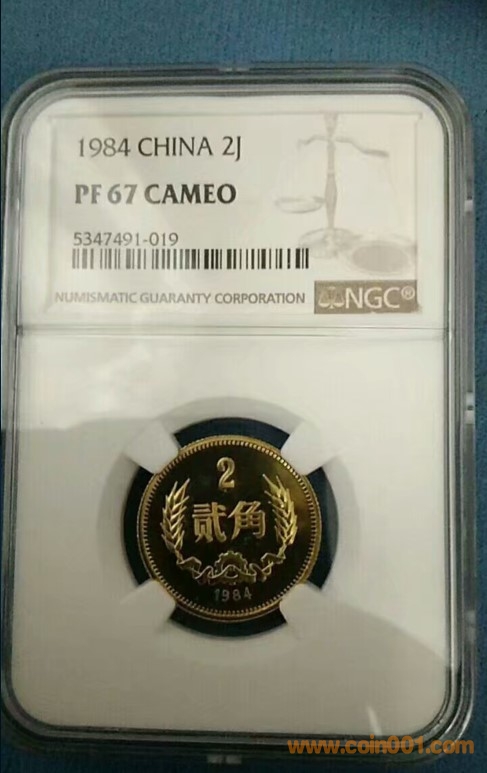 1984 CHINA 2J
PF 67 CAMEO
5347491-019
NUMISMATIC GUARANTY CORPORATION
NGC®
2
贰角
1984
www.coin001.com